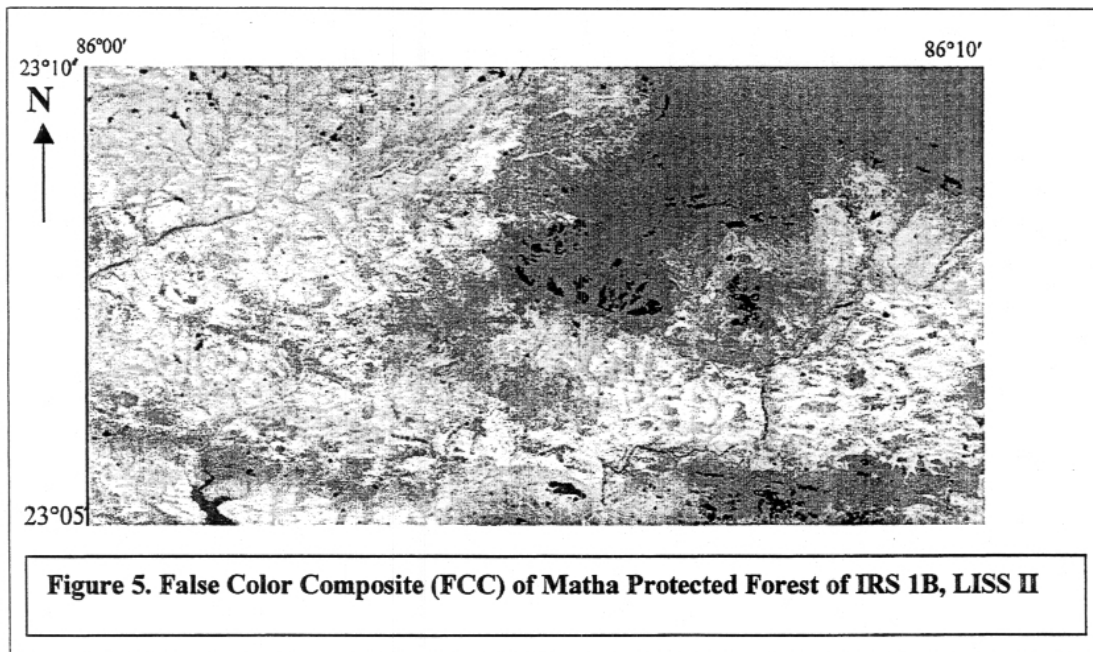 86°00′ 86°10′
23°10′
N
23°05′
Figure 5. False Color Composite (FCC) of Matha Protected Forest of IRS 1B, LISS II